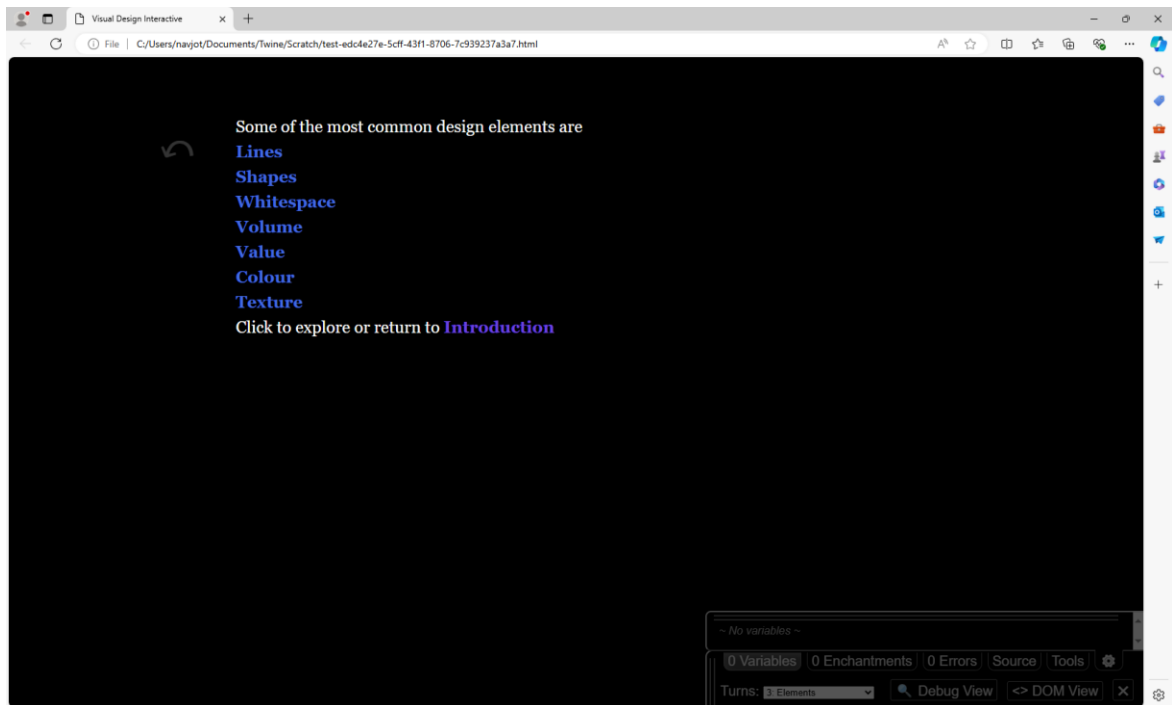 Visual Design Interactive
File | C:/Users/navjot/Documents/Twine/Scratch/test-edc4e27e-5cff-43f1-8706-7c939237a3a7.html
Some of the most common design elements are
Lines
Shapes
Whitespace
Volume
Value
Colour
Texture
Click to explore or return to Introduction
~ No variables ~
0 Variables 0 Enchantments 0 Errors Source Tools
Turns: 3: Elements Debug View <> DOM View